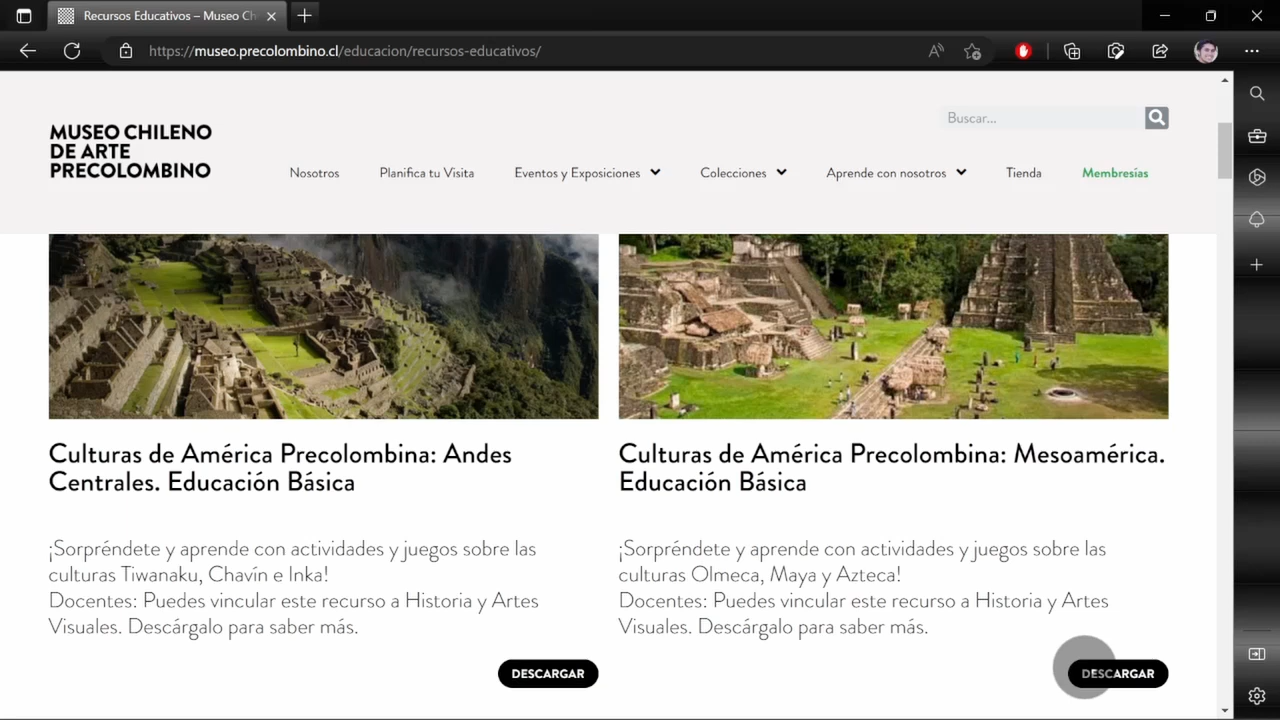 Recursos Educativos – Museo Ch
https://museo.precolombino.cl/educacion/recursos-educativos/
Buscar...
MUSEO CHILENO
DE ARTE
PRECOLOMBINO
Nosotros
Planifica tu Visita
Eventos y Exposiciones
Colecciones
Aprende con nosotros
Tienda
Membresías
Culturas de América Precolombina: Andes
Centrales. Educación Básica
¡Sorpréndete y aprende con actividades y juegos sobre las
culturas Tiwanaku, Chavín e Inka!
Docentes: Puedes vincular este recurso a Historia y Artes
Visuales. Descárgalo para saber más.
DESCARGAR
Culturas de América Precolombina: Mesoamérica.
Educación Básica
¡Sorpréndete y aprende con actividades y juegos sobre las
culturas Olmeca, Maya y Azteca!
Docentes: Puedes vincular este recurso a Historia y Artes
Visuales. Descárgalo para saber más.
DESCARGAR